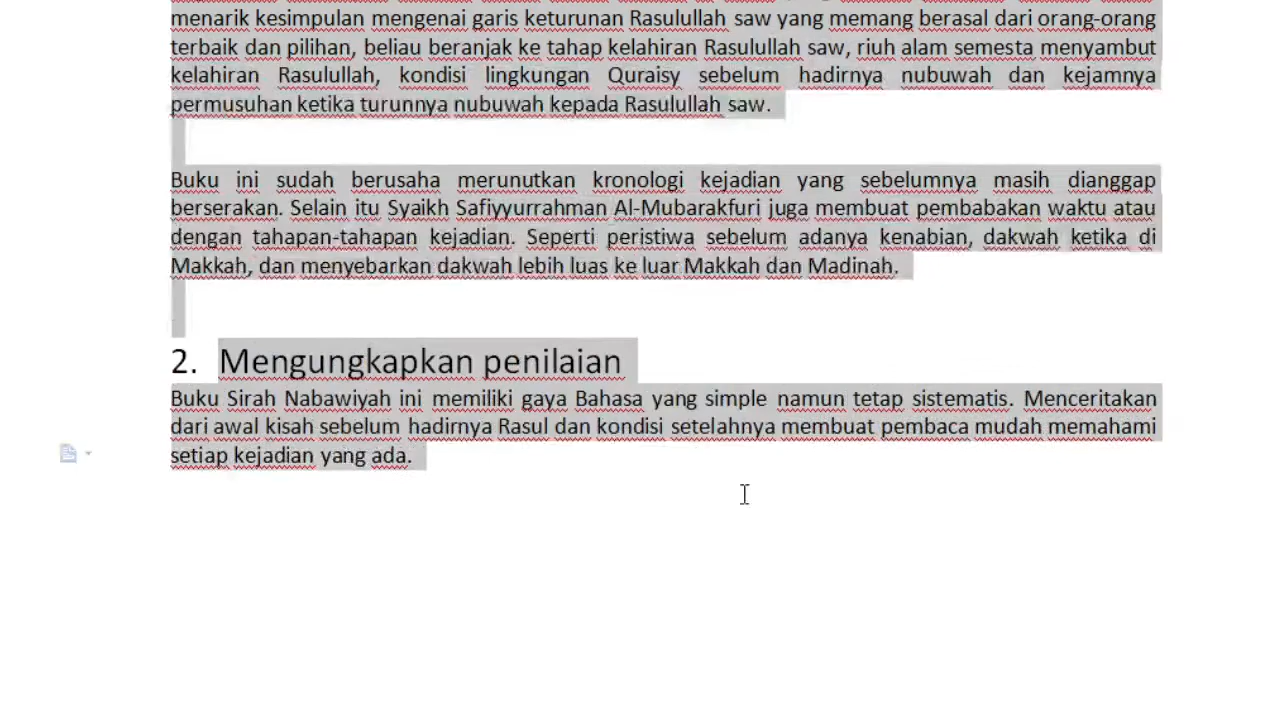 menarik kesimpulan mengenai garis keturunan Rasulullah saw yang memang berasal dari orang-orang
terbaik dan pilihan, beliau beranjak ke tahap kelahiran Rasulullah saw, riuh alam semesta menyambut
kelahiran Rasulullah, kondisi lingkungan Quraisy sebelum hadirnya nubuwah dan kejamnya
permusuhan ketika turunnya nubuwah kepada Rasulullah saw.
Buku ini sudah berusaha merunutkan kronologi kejadian yang sebelumnya masih dianggap
berserakan. Selain itu Syaikh Safiyyurrahman Al-Mubarakfuri juga membuat pembabakan waktu atau
dengan tahapan-tahapan kejadian. Seperti peristiwa sebelum adanya kenabian, dakwah ketika di
Makkah, dan menyebarkan dakwah lebih luas ke luar Makkah dan Madinah.
2. Mengungkapkan penilaian
Buku Sirah Nabawiyah ini memiliki gaya Bahasa yang simple namun tetap sistematis. Menceritakan
dari awal kisah sebelum hadirnya Rasul dan kondisi setelahnya membuat pembaca mudah memahami
setiap kejadian yang ada.